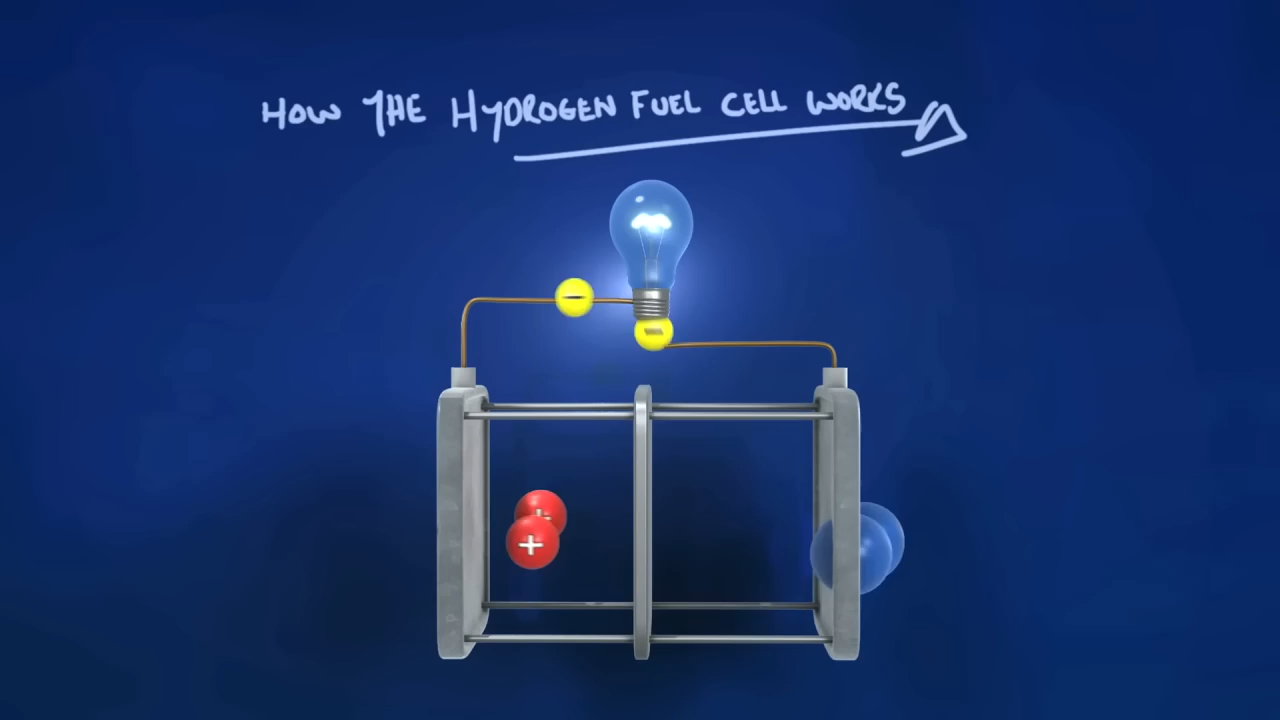 HOW THE HYDROGEN FUEL CELL WORKS
- -
+ +